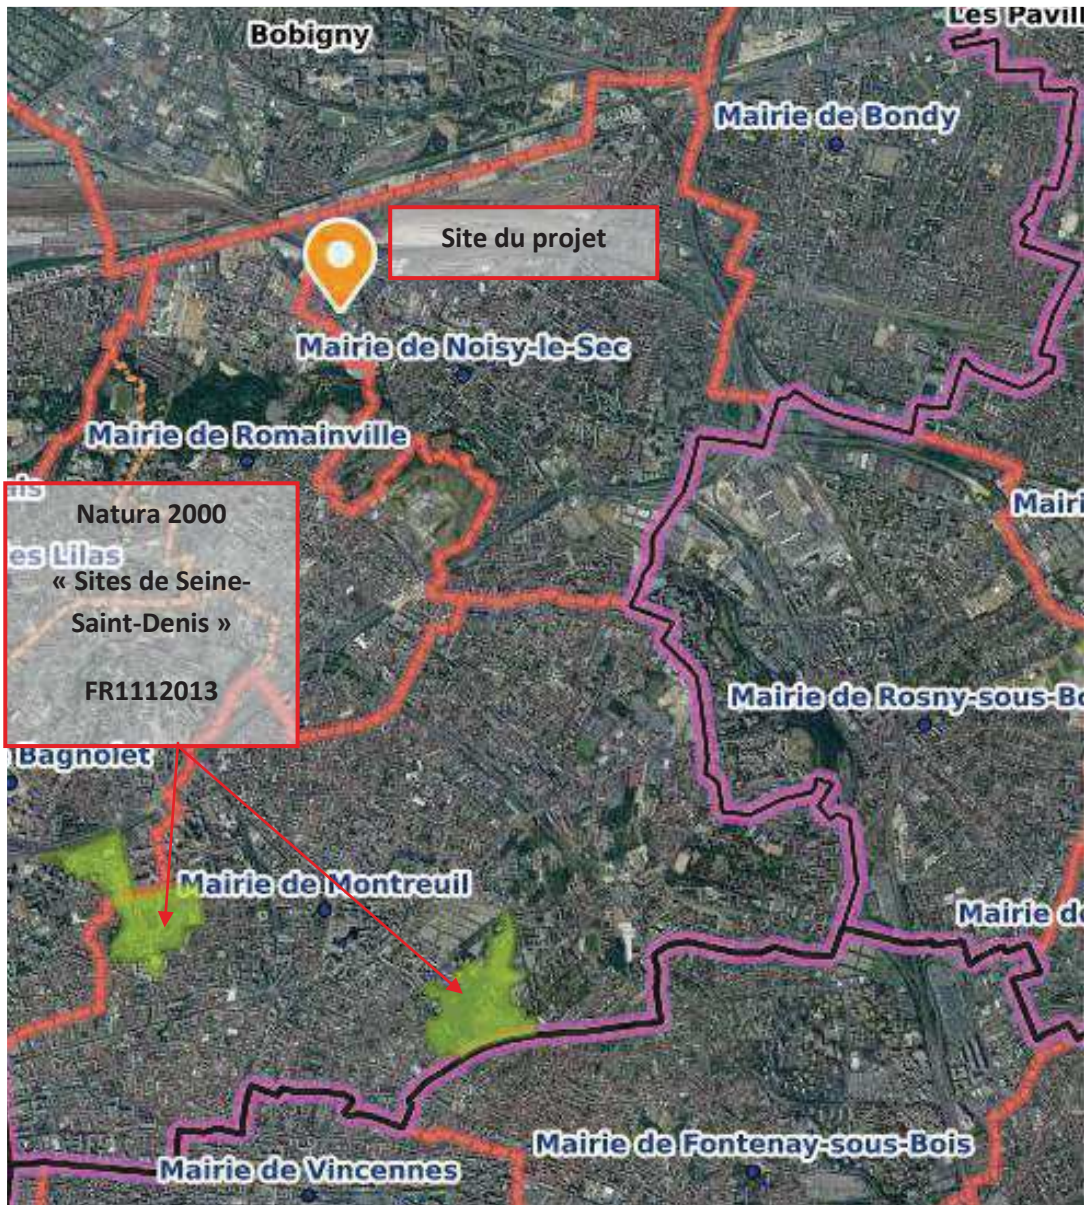 Les Pavill
Bobigny
Mairie de Bondy
Site du projet
Mairie de Noisy-le-Sec
Mairie de Romainville
ais
Natura 2000
Mairi
es Lilas
« Sites de Seine-
Saint-Denis »
FR1112013
Mairie de Rosny-sous-Bo
Bagnolet
Mairie de Montreuil
Mairie de
Mairie de Fontenay-sous-Bois
Mairie de Vincennes